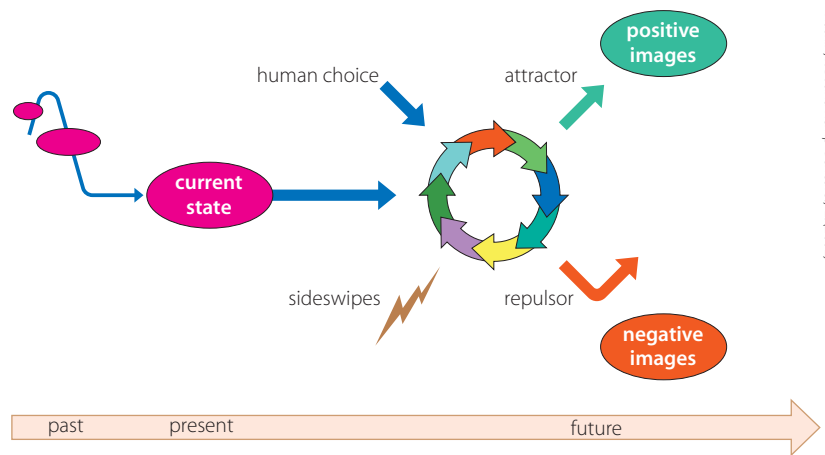 positive
images
human choice
attractor
current
state
sideswipes
repulsor
negative
images
past
present
future